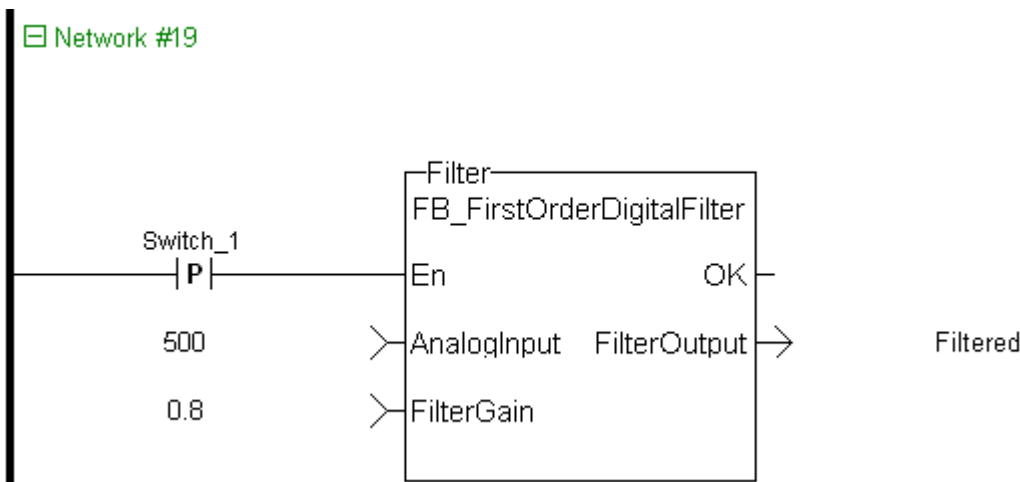 Network #19
Filter
FB_FirstOrderDigitalFilter
Switch_1
P
En OK
500
AnalogInput FilterOutput
Filtered
0.8
FilterGain